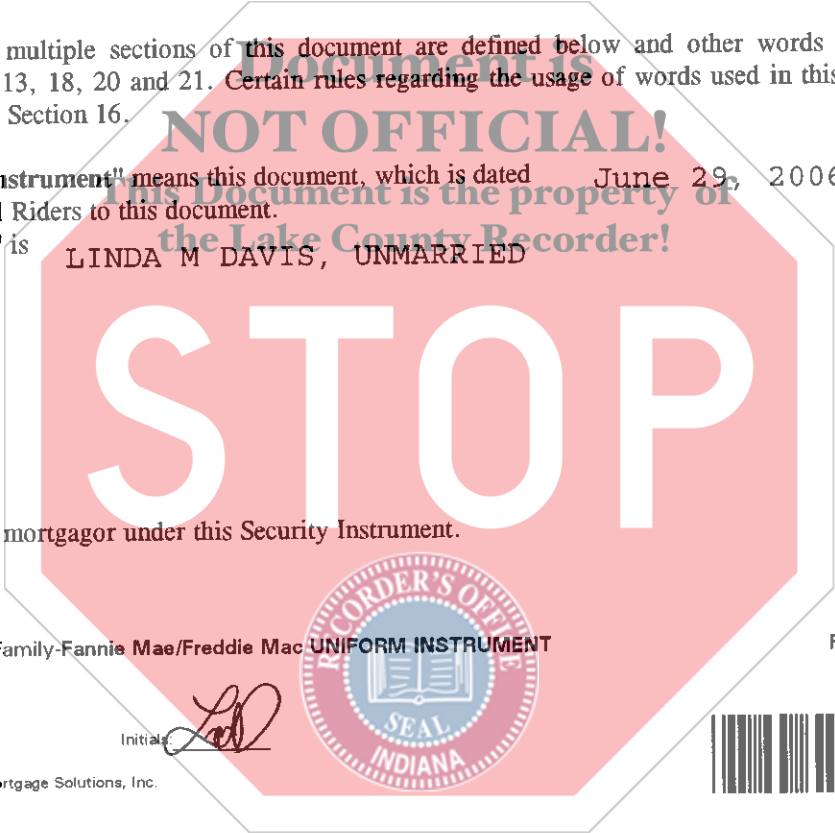 multiple sections of this document are defined below and other words
13, 18, 20 and 21. Certain rules regarding the usage of words used in this
Section 16.
Document is
NOT OFFICIAL!
This Document is the property of
the Lake County Recorder!
nstrument" means this document, which is dated June 29, 2006
Riders to this document.
is LINDA M DAVIS, UNMARRIED
STOP
mortgagor under this Security Instrument.
Family-Fannie Mae/Freddie Mac UNIFORM INSTRUMENT
RECORDER'S OFFICE
SEAL
INDIANA
Initials: LMD
rtgage Solutions, Inc.